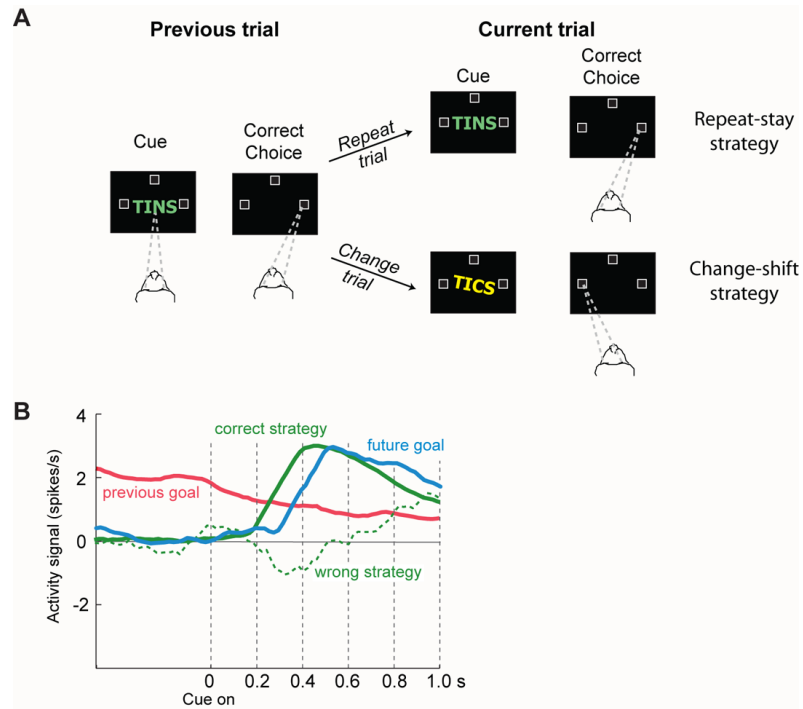 A
Previous trial
Current trial
Cue
Correct
Choice
Repeat
trial
Cue
Correct
Choice
Repeat-stay
strategy
TINS
TINS
Change
trial
TICS
Change-shift
strategy
B
Activity signal (spikes/s)
4
2
0
-2
correct strategy
future goal
previous goal
wrong strategy
0
0.2
0.4
0.6
0.8
1.0 s
Cue on